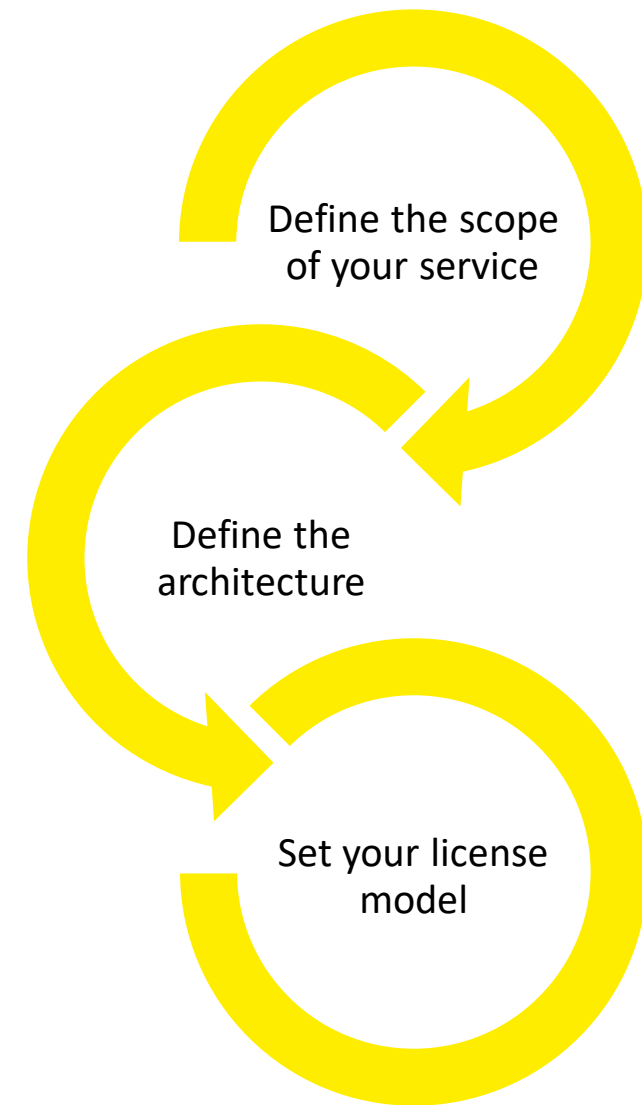 Define the scope
of your service
Define the
architecture
Set your license
model